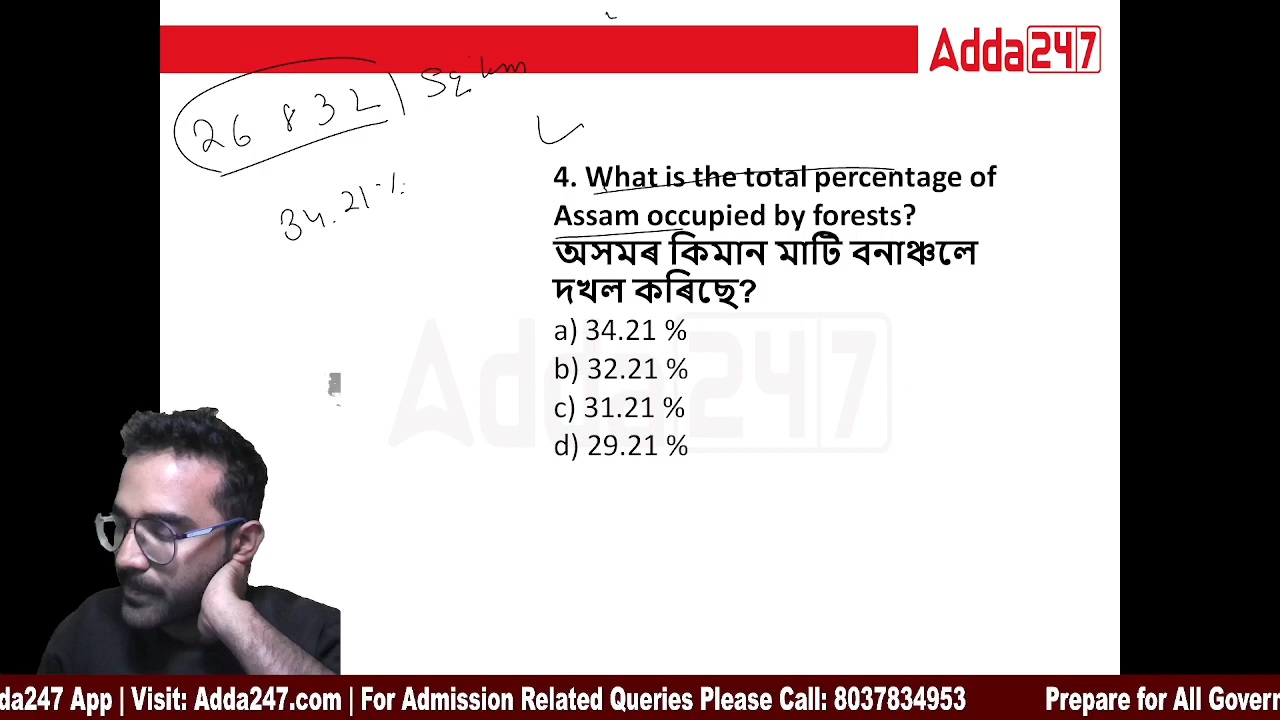 Adda247
26 832 Sq km
34.21 %
4. What is the total percentage of
Assam occupied by forests?
অসমৰ কিমান মাটি বনাঞ্চলে
দখল কৰিছে?
a) 34.21 %
b) 32.21 %
c) 31.21 %
d) 29.21 %
Adda247
dda247 App | Visit: Adda247.com | For Admission Related Queries Please Call: 8037834953 Prepare for All Govern